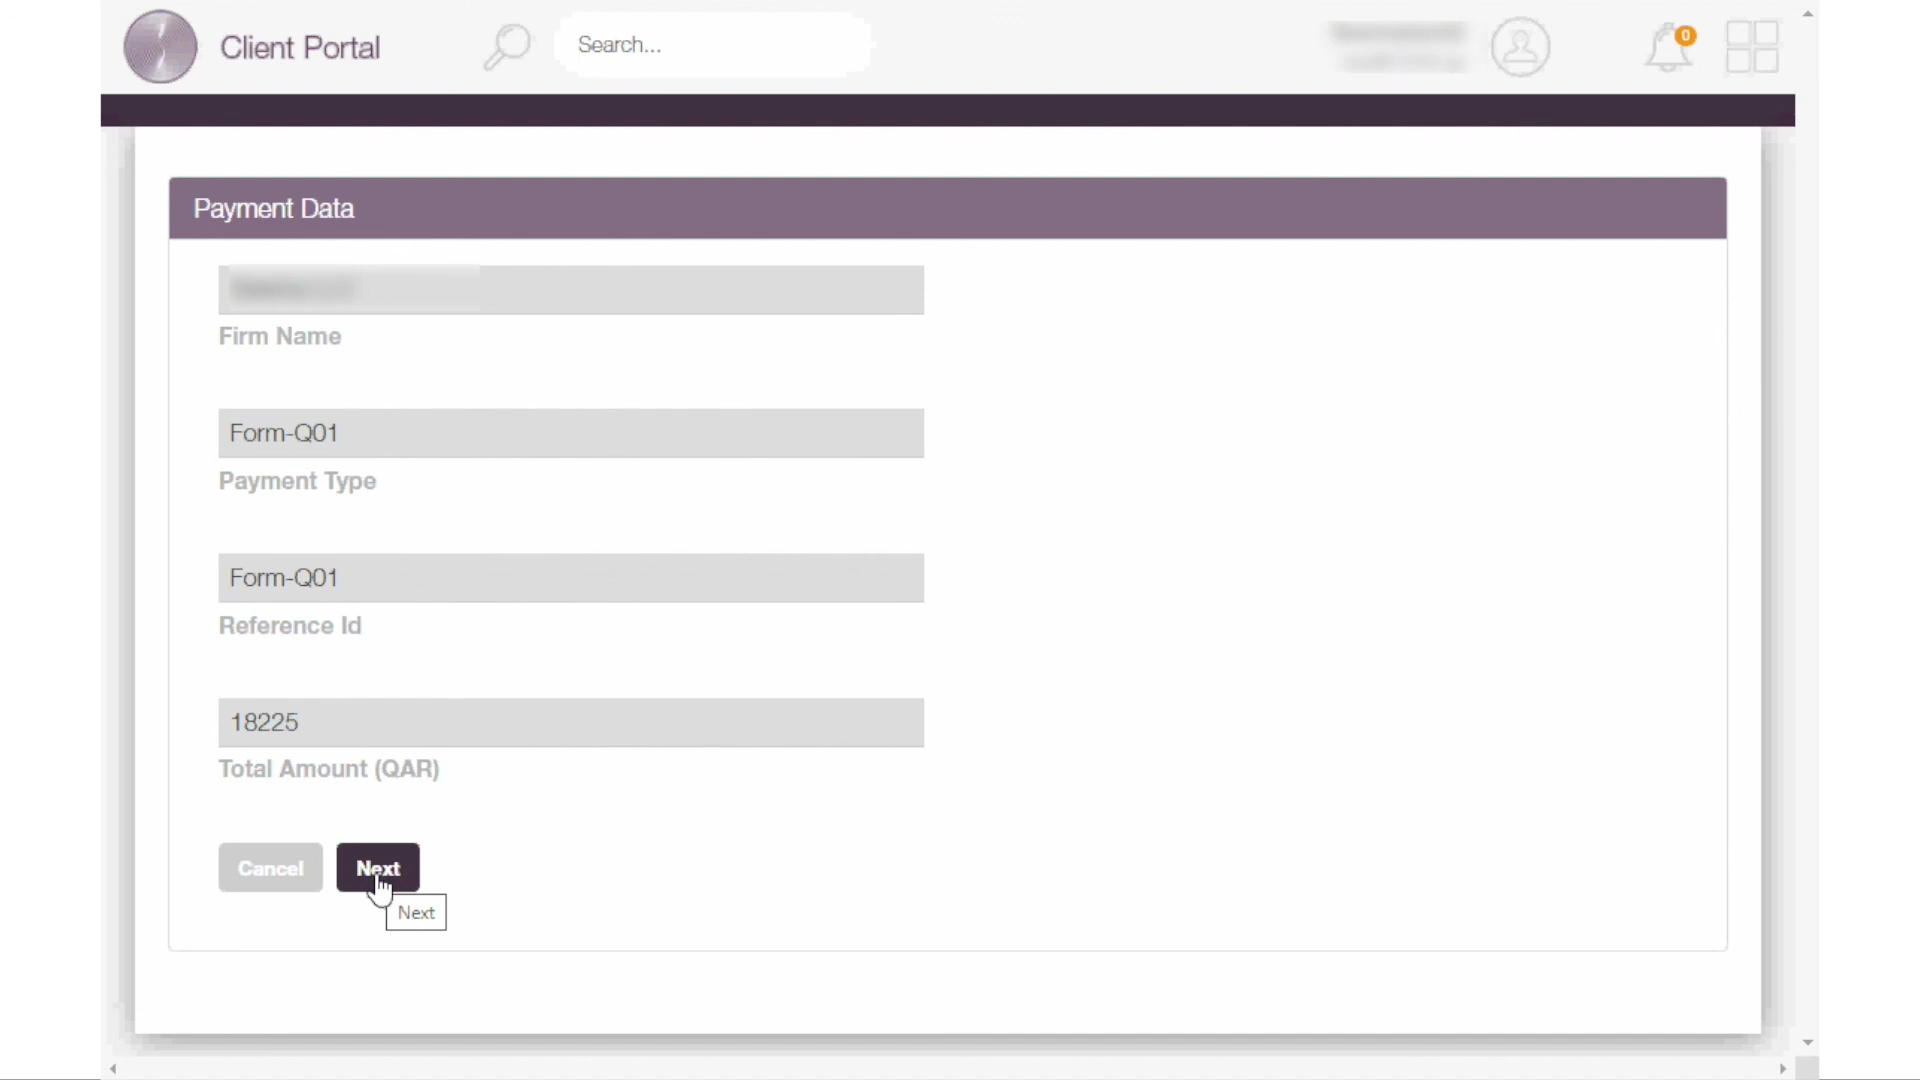 Client Portal
Search...
0
Payment Data
Firm Name
Form-Q01
Payment Type
Form-Q01
Reference Id
18225
Total Amount (QAR)
Cancel
Next
Next